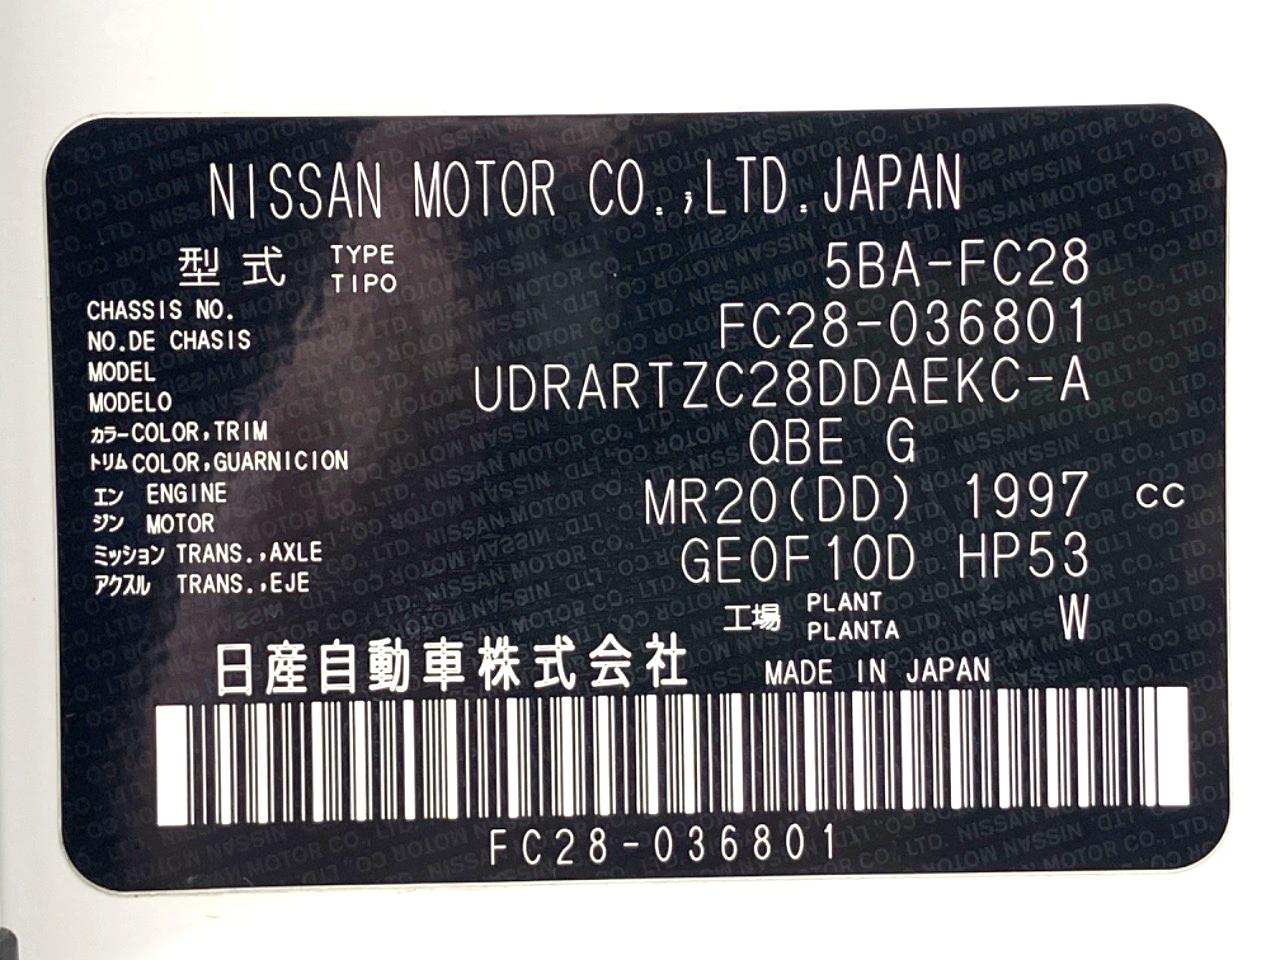 NISSAN MOTOR CO.,LTD.JAPAN
型式 TYPE TIPO 5BA-FC28
CHASSIS NO. NO.DE CHASIS FC28-036801
MODEL MODELO UDRARTZC28DDAEKC-A
カラー COLOR,TRIM トリム COLOR,GUARNICION QBE G
エンジン ENGINE MOTOR MR20(DD) 1997 CC
ミッション TRANS.,AXLE アクスル TRANS.,EJE GE0F10D HP53
工場 PLANT PLANTA W
日産自動車株式会社 MADE IN JAPAN
FC28-036801